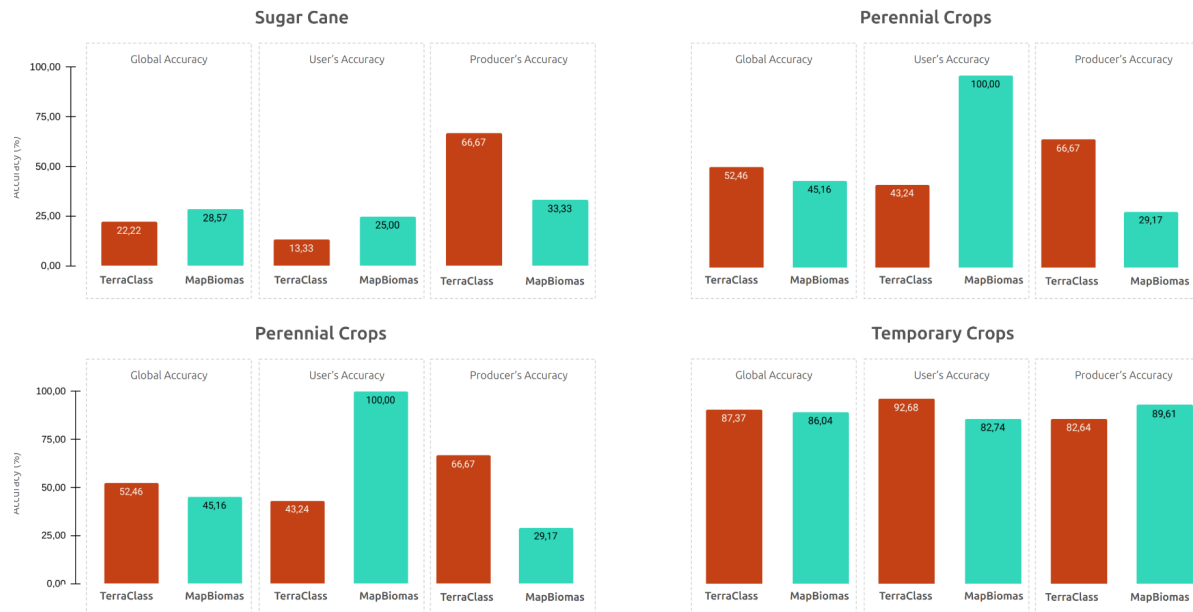 Sugar Cane
Global Accuracy
User's Accuracy
Producer's Accuracy
Accuracy (%)
100,00
75,00
50,00
25,00
0,00
22,22
28,57
13,33
25,00
66,67
33,33
TerraClass
MapBiomas
TerraClass
MapBiomas
TerraClass
MapBiomas
Perennial Crops
Global Accuracy
User's Accuracy
Producer's Accuracy
52,46
45,16
43,24
100,00
66,67
29,17
TerraClass
MapBiomas
TerraClass
MapBiomas
TerraClass
MapBiomas
Perennial Crops
Global Accuracy
User's Accuracy
Producer's Accuracy
Accuracy (%)
100,00
75,00
50,00
25,00
0,00
52,46
45,16
43,24
100,00
66,67
29,17
TerraClass
MapBiomas
TerraClass
MapBiomas
TerraClass
MapBiomas
Temporary Crops
Global Accuracy
User's Accuracy
Producer's Accuracy
87,37
86,04
92,68
82,74
82,64
89,61
TerraClass
MapBiomas
TerraClass
MapBiomas
TerraClass
MapBiomas